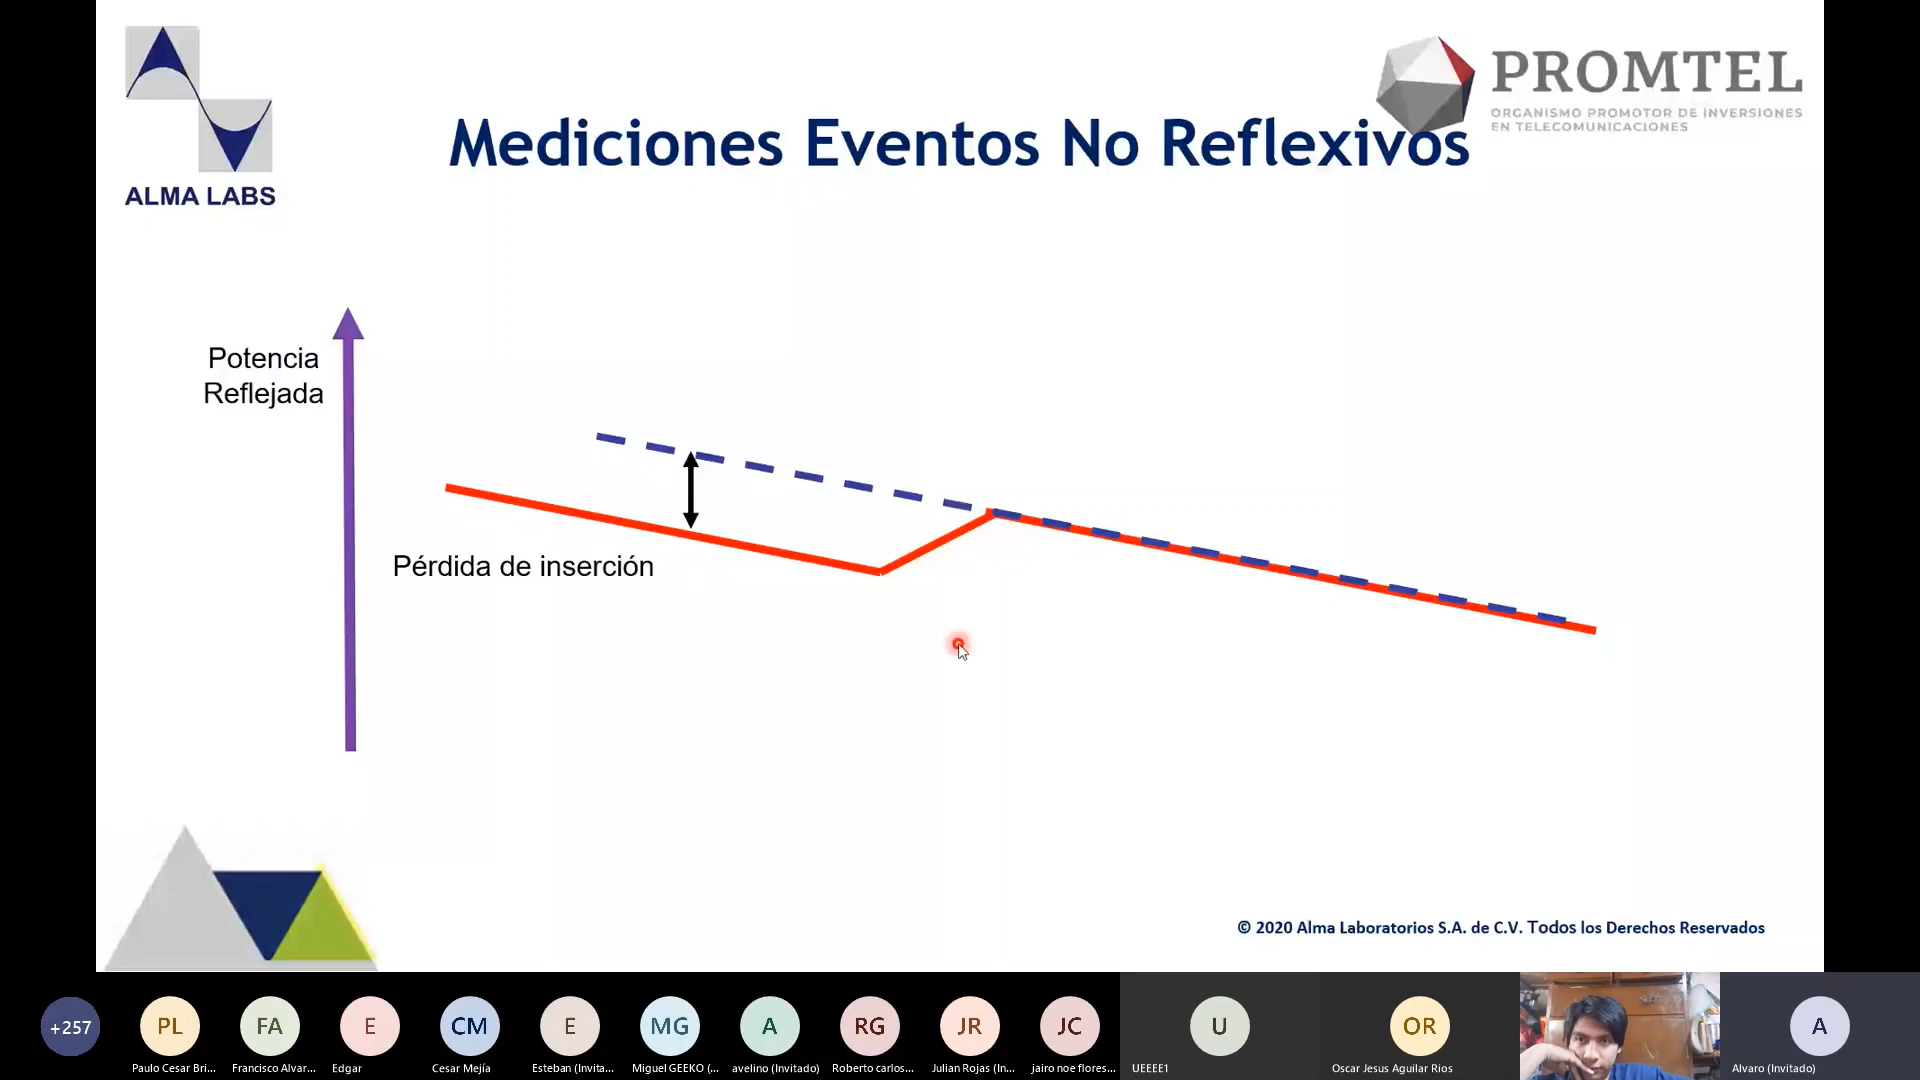 PROMTEL
ORGANISMO PROMOTOR DE INVERSIONES
EN TELECOMUNICACIONES
Mediciones Eventos No Reflexivos
ALMA LABS
Potencia
Reflejada
Pérdida de inserción
© 2020 Alma Laboratorios S.A. de C.V. Todos los Derechos Reservados
+257
PL
FA
E
CM
E
MG
A
RG
JR
JC
U
OR
A
Paulo Cesar Bri...
Francisco Alvar...
Edgar
Cesar Mejía
Esteban (Invita...
Miguel GEEKO (...
avelino (Invitado)
Roberto carlos...
Julian Rojas (In...
jairo noe flores...
UEEEE1
Oscar Jesus Aguilar Rios
Alvaro (Invitado)